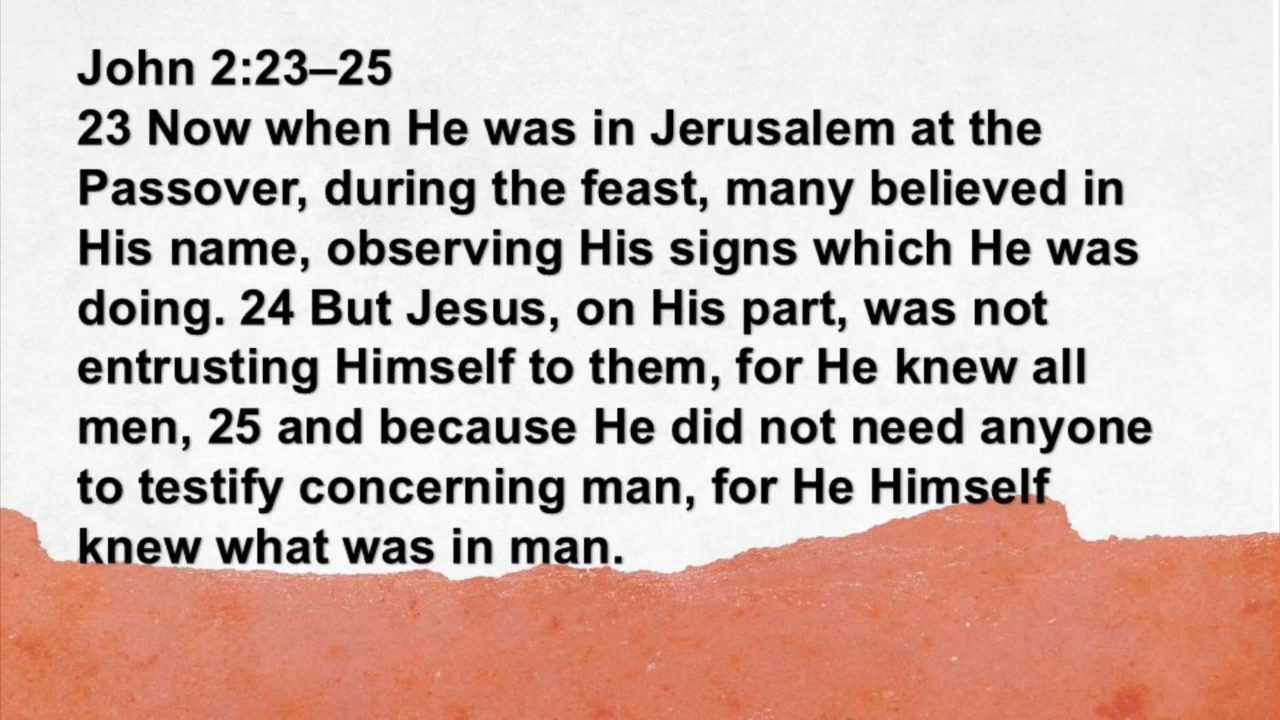 John 2:23–25
23 Now when He was in Jerusalem at the
Passover, during the feast, many believed in
His name, observing His signs which He was
doing. 24 But Jesus, on His part, was not
entrusting Himself to them, for He knew all
men, 25 and because He did not need anyone
to testify concerning man, for He Himself
knew what was in man.